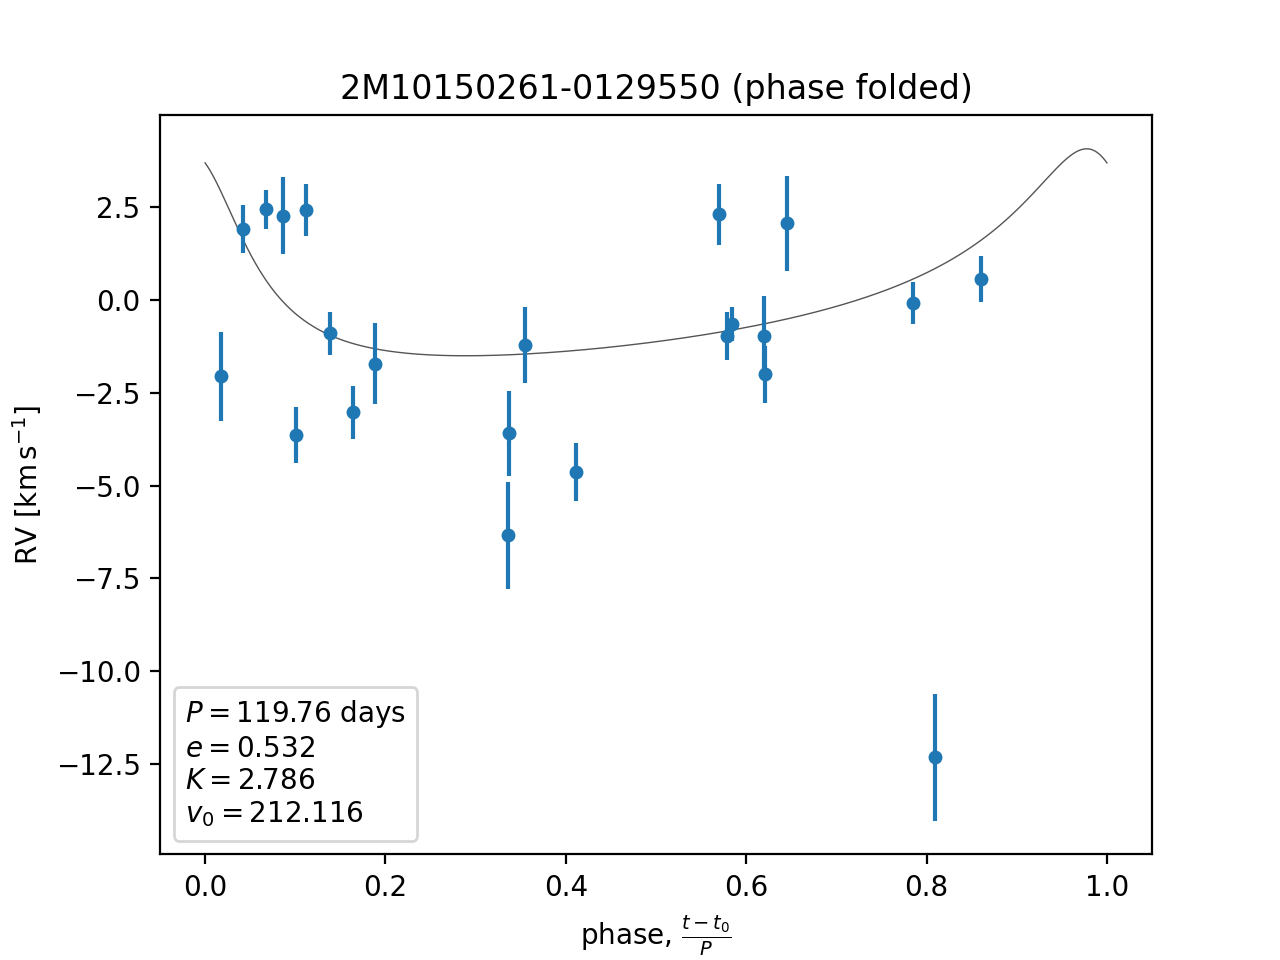 2M10150261-0129550 (phase folded)
RV [km s⁻¹]
2.5
0.0
−2.5
−5.0
−7.5
−10.0
−12.5
P = 119.76 days
e = 0.532
K = 2.786
v₀ = 212.116
0.0 0.2 0.4 0.6 0.8 1.0
phase, (t − t₀)/P